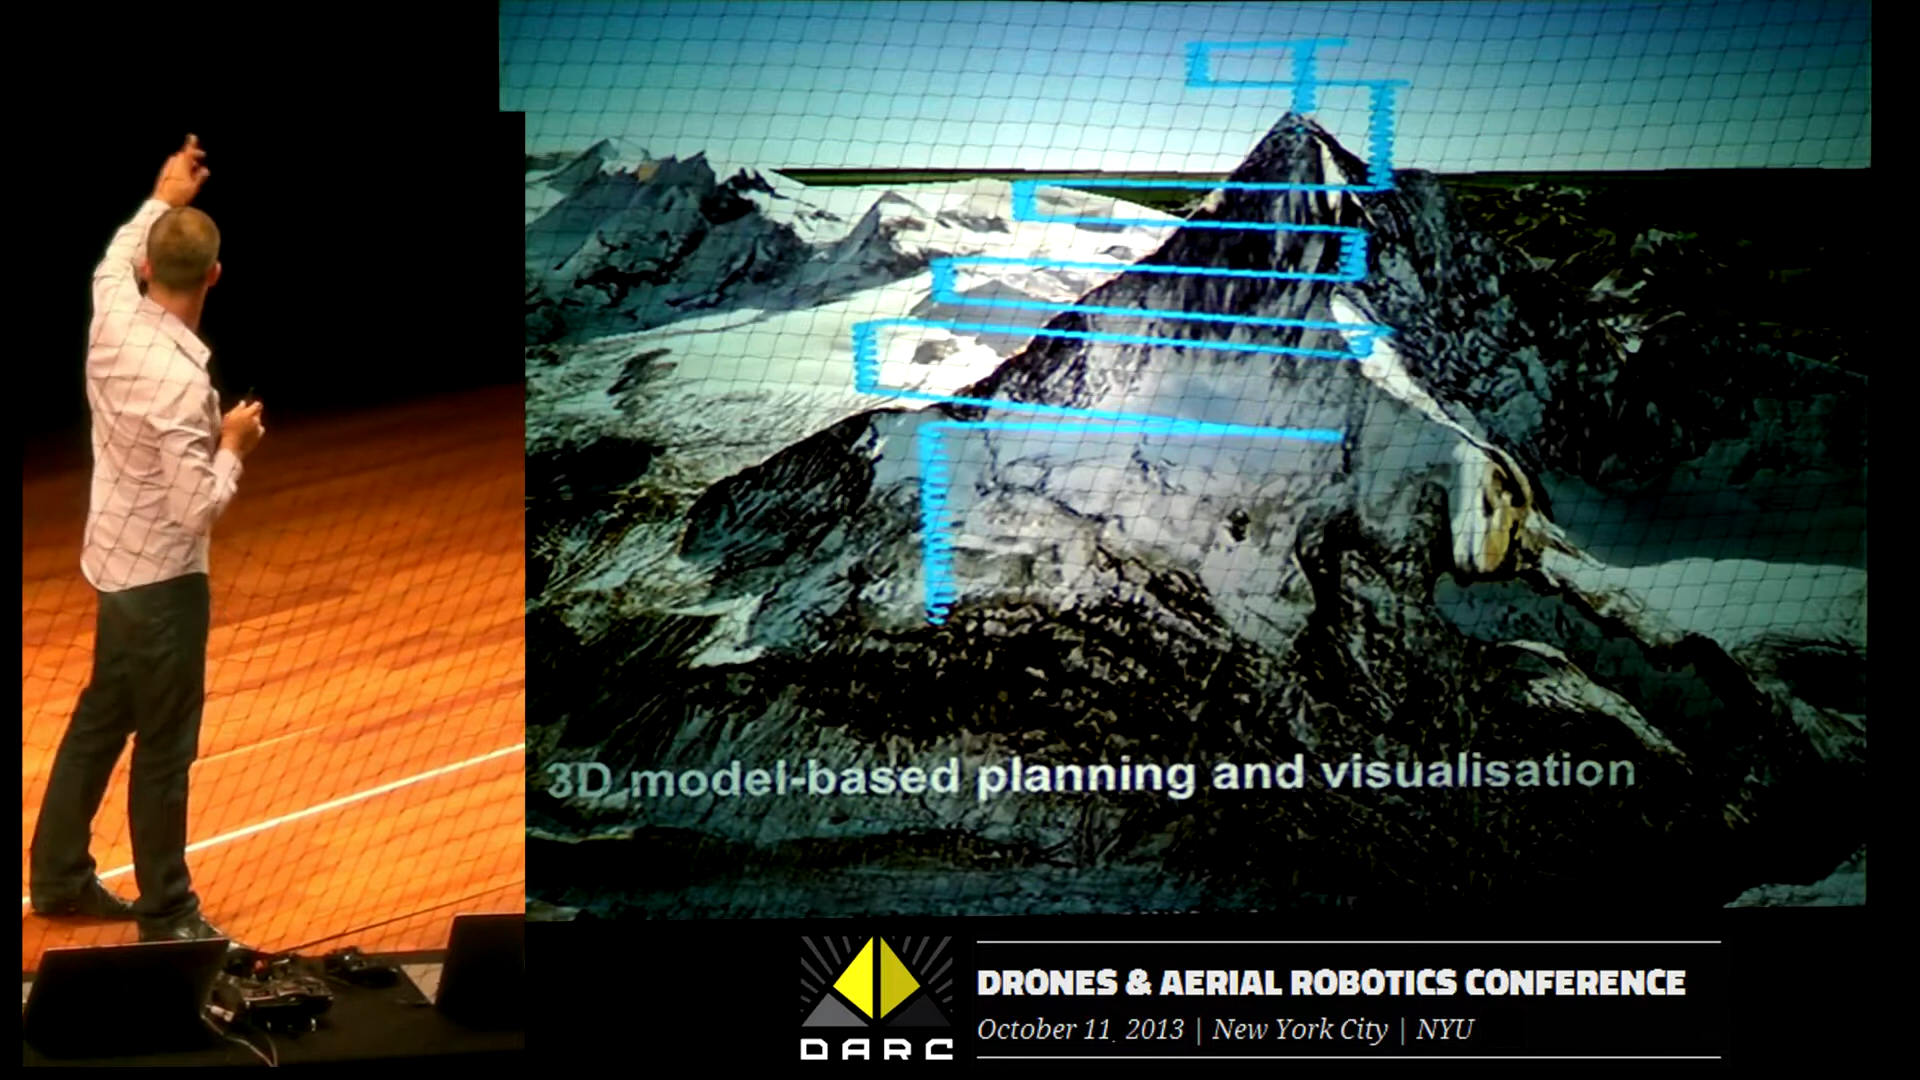 3D model-based planning and visualisation
DARC
DRONES & AERIAL ROBOTICS CONFERENCE
October 11, 2013 | New York City | NYU